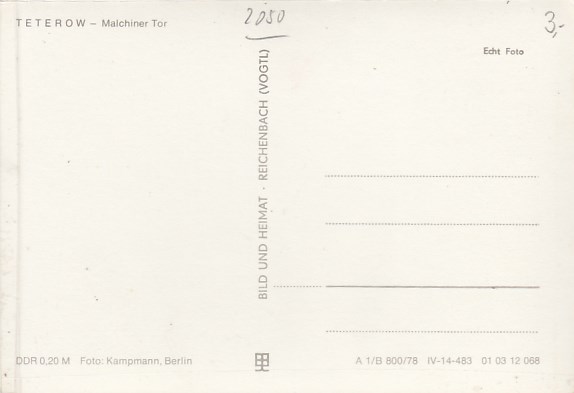 TETEROW – Malchiner Tor
2050
3,-
Echt Foto
BILD UND HEIMAT · REICHENBACH (VOGTL)
DDR 0,20 M Foto: Kampmann, Berlin
A 1/B 800/78 IV-14-483 01 03 12 068